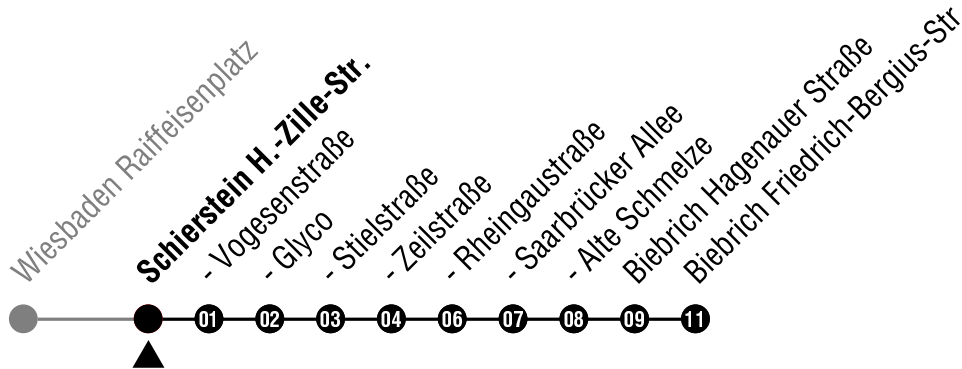 Wiesbaden Raiffeisenplatz
Schierstein H.-Zille-Str.
- Vogesenstraße
- Glyco
- Stielstraße
- Zeilstraße
- Rheingaustraße
- Saarbrücker Allee
- Alte Schmelze
Biebrich Hagenauer Straße
Biebrich Friedrich-Bergius-Str
01 02 03 04 06 07 08 09 11